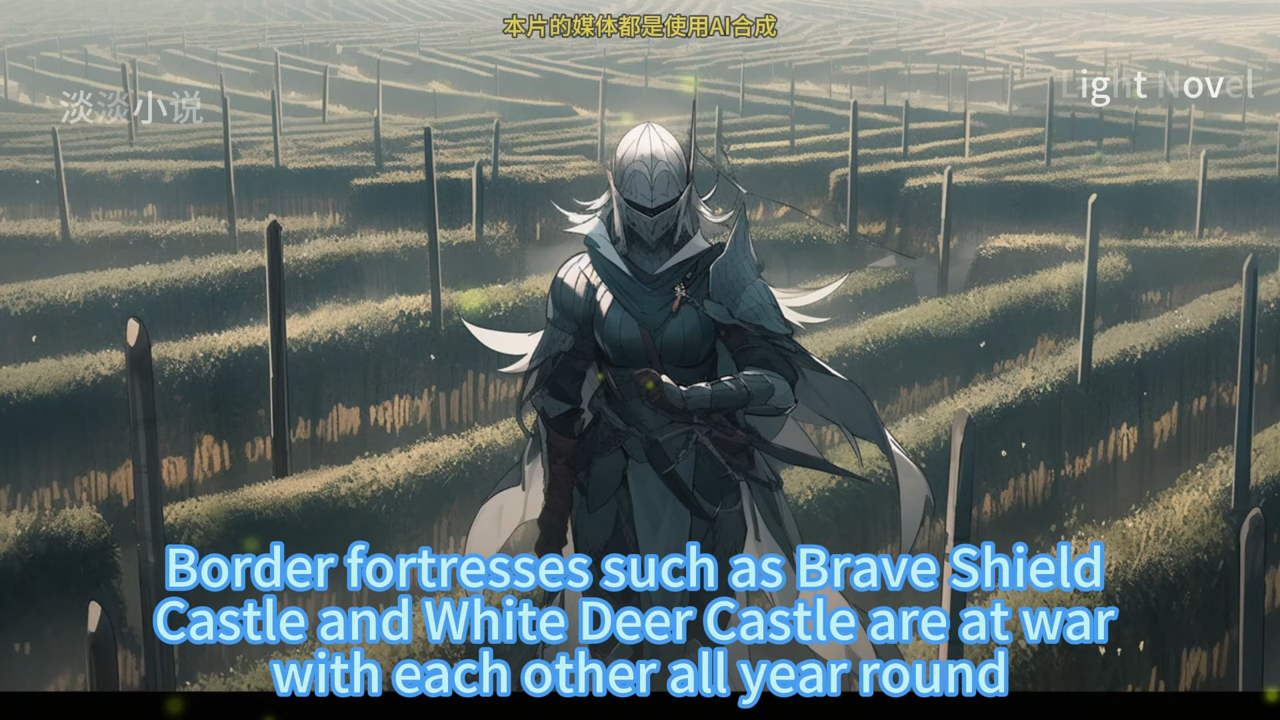 本片的媒体都是使用AI合成
Light Novel
淡淡小说
Border fortresses such as Brave Shield
Castle and White Deer Castle are at war
with each other all year round